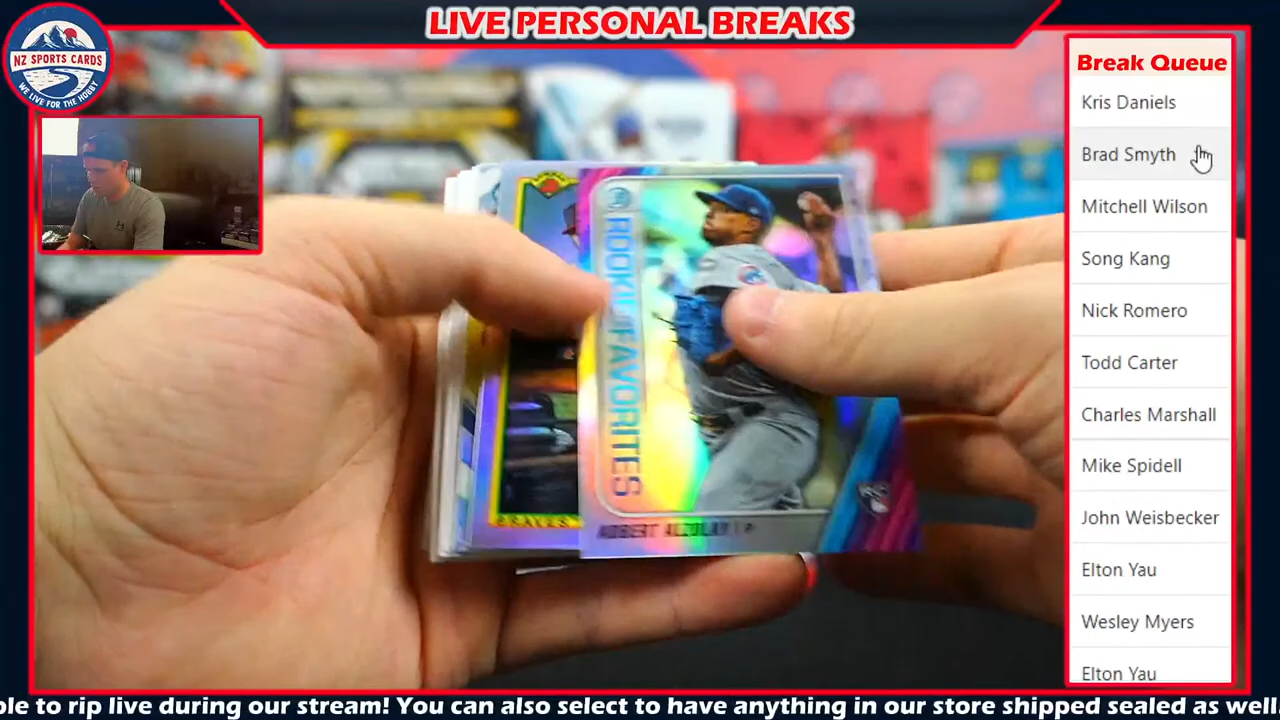 LIVE PERSONAL BREAKS
NZ SPORTS CARDS
WE LIVE FOR THE HOBBY
Break Queue
Kris Daniels
Brad Smyth
Mitchell Wilson
Song Kang
Nick Romero
Todd Carter
Charles Marshall
Mike Spidell
John Weisbecker
Elton Yau
Wesley Myers
Elton Yau
ROOKIE FAVORITES
ADBERT ALZOLAY | P
BRAVES
ble to rip live during our stream! You can also select to have anything in our store shipped sealed as well.